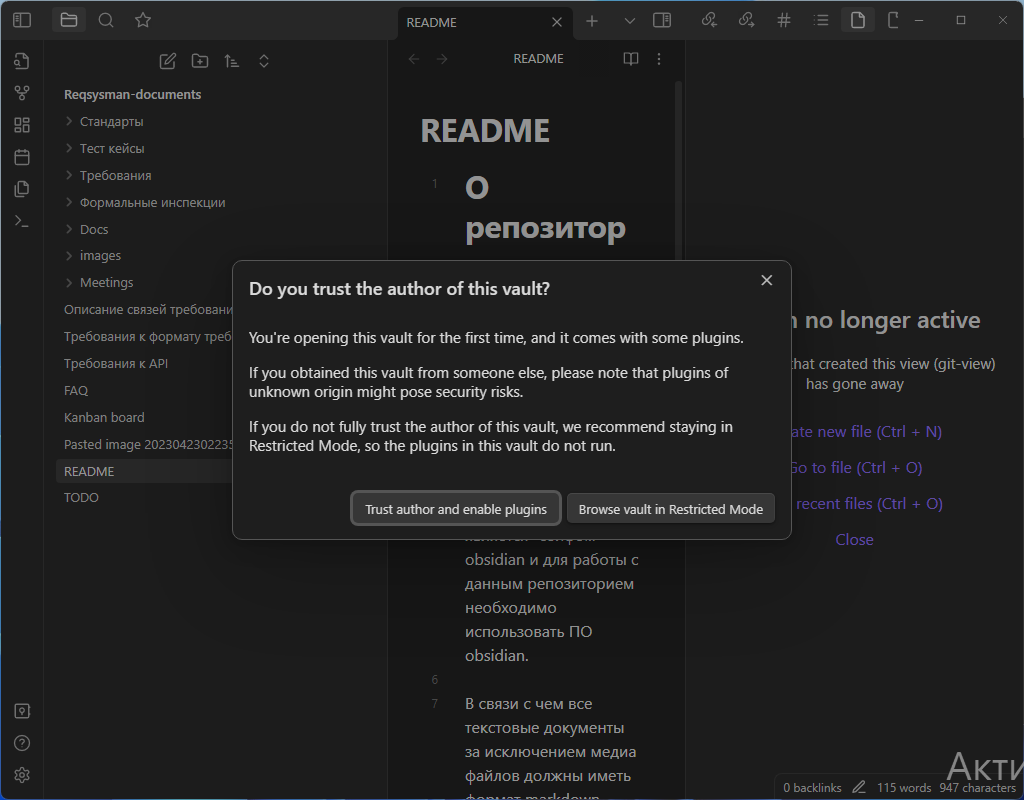 README
README
Reqsysman-documents
Стандарты
Тест кейсы
Требования
Формальные инспекции
Docs
images
Meetings
Описание связей требовани
Требования к формату треб
Требования к API
FAQ
Kanban board
Pasted image 2023042302235
README
TODO
README
1
О
репозитор
Do you trust the author of this vault?
You're opening this vault for the first time, and it comes with some plugins.
If you obtained this vault from someone else, please note that plugins of
unknown origin might pose security risks.
If you do not fully trust the author of this vault, we recommend staying in
Restricted Mode, so the plugins in this vault do not run.
Trust author and enable plugins
Browse vault in Restricted Mode
obsidian и для работы с
данным репозиторием
необходимо
использовать ПО
obsidian.
6
7
В связи с чем все
текстовые документы
за исключением медиа
файлов должны иметь
формат markdown
no longer active
that created this view (git-view)
has gone away
new file (Ctrl + N)
Go to file (Ctrl + O)
recent files (Ctrl + O)
Close
Акти
0 backlinks
115 words
947 characters